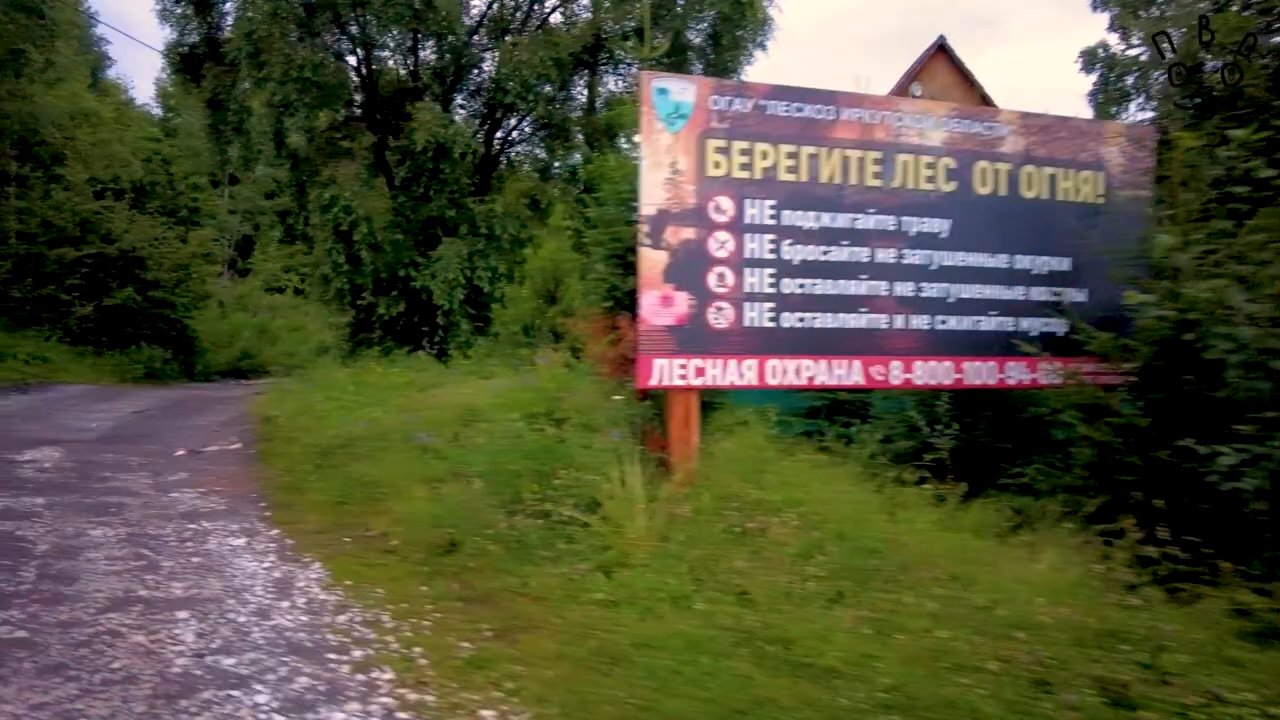 ОГАУ "ЛЕСХОЗ ИРКУТСКОЙ ОБЛАСТИ"
БЕРЕГИТЕ ЛЕС ОТ ОГНЯ!
НЕ поджигайте траву
НЕ бросайте не затушенные окурки
НЕ оставляйте не затушенные костры
НЕ оставляйте и не сжигайте мусор
ЛЕСНАЯ ОХРАНА 8-800-100-94-